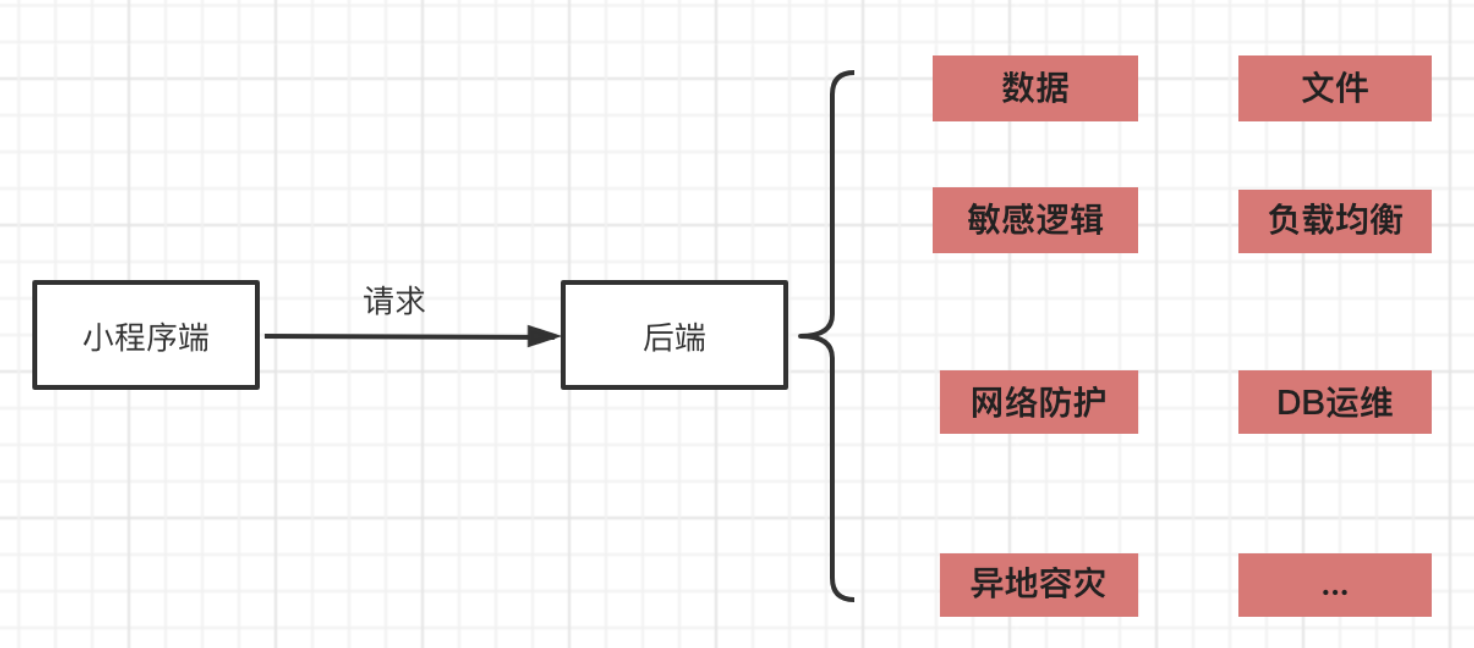 数据
文件
敏感逻辑
负载均衡
请求
小程序端
后端
网络防护
DB运维
异地容灾
...